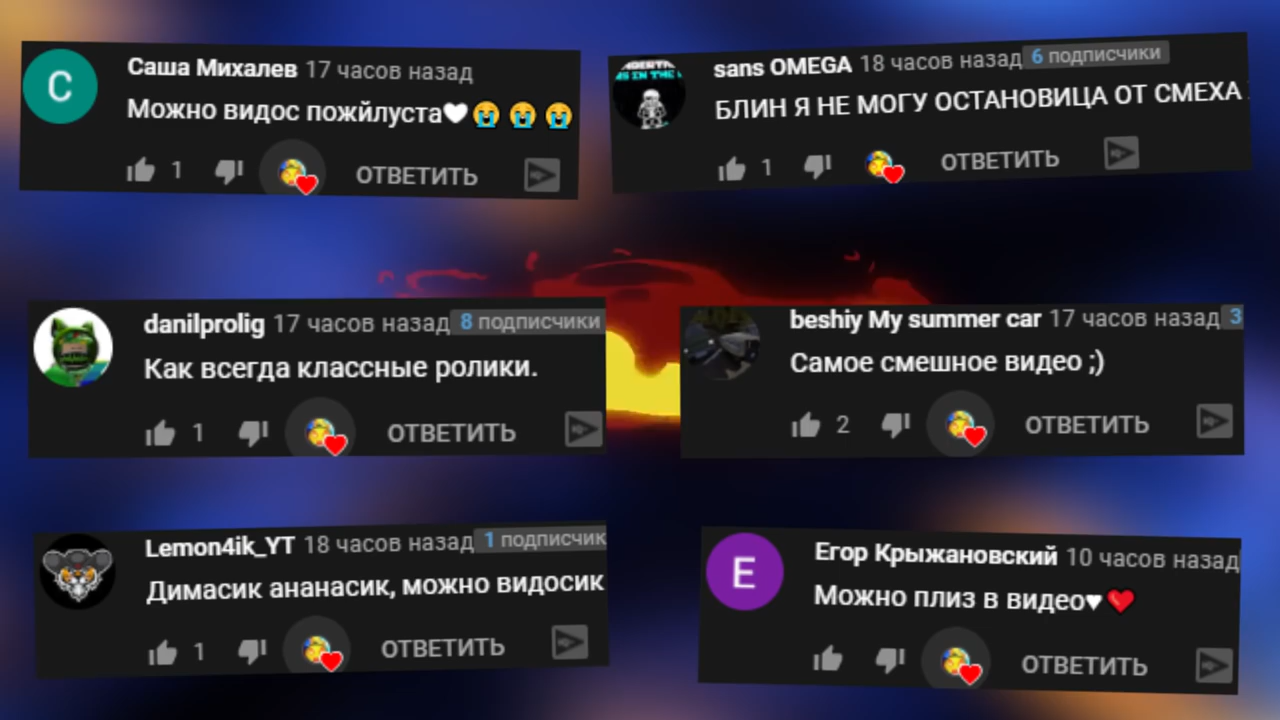 Саша Михалев 17 часов назад
Можно видос пожйлуста🤍😭😭😭
1 ОТВЕТИТЬ
sans OMEGA 18 часов назад 6 подписчики
БЛИН Я НЕ МОГУ ОСТАНОВИЦА ОТ СМЕХА
1 ОТВЕТИТЬ
danilprolig 17 часов назад 8 подписчики
Как всегда классные ролики.
1 ОТВЕТИТЬ
beshiy My summer car 17 часов назад 3
Самое смешное видео ;)
2 ОТВЕТИТЬ
Lemon4ik_YT 18 часов назад 1 подписчик
Димасик ананасик, можно видосик
1 ОТВЕТИТЬ
Егор Крыжановский 10 часов назад
Можно плиз в видео♥❤️
ОТВЕТИТЬ